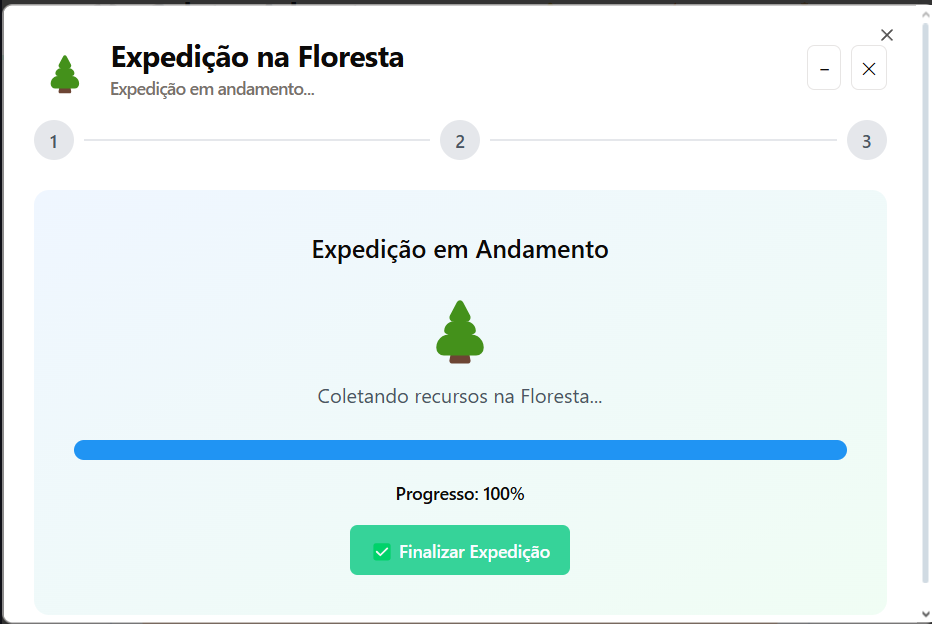 Expedição na Floresta
Expedição em andamento...
1
2
3
Expedição em Andamento
Coletando recursos na Floresta...
Progresso: 100%
Finalizar Expedição